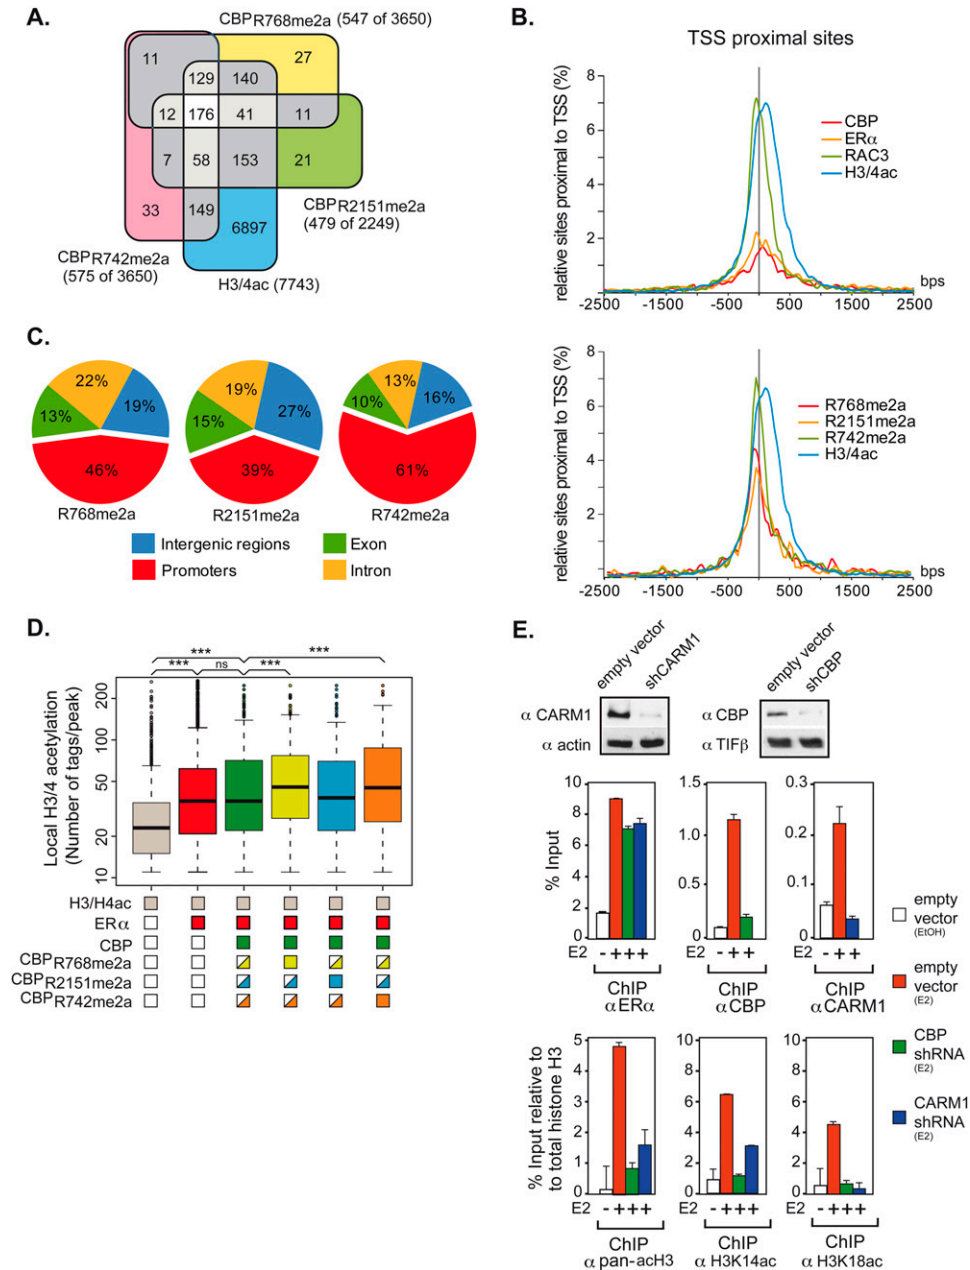 A.
CBPR768me2a (547 of 3650)
11
27
129 140
12 176 41 11
7 58 153 21
33 149 6897
CBPR2151me2a
(479 of 2249)
CBPR742me2a
(575 of 3650)
H3/4ac (7743)
B.
TSS proximal sites
relative sites proximal to TSS (%)
8
6
4
2
0
CBP
ERα
RAC3
H3/4ac
bps
-2500 -1500 -500 500 1500 2500
relative sites proximal to TSS (%)
8
6
4
2
0
R768me2a
R2151me2a
R742me2a
H3/4ac
bps
-2500 -1500 -500 500 1500 2500
C.
22%
13%
19%
46%
R768me2a
19%
15%
27%
39%
R2151me2a
13%
10%
16%
61%
R742me2a
Intergenic regions
Exon
Promoters
Intron
D.
*** ***
*** ns ***
Local H3/4 acetylation
(Number of tags/peak)
200
100
50
20
10
H3/H4ac
ERα
CBP
CBPR768me2a
CBPR2151me2a
CBPR742me2a
E.
empty vector
shCARM1
α CARM1
α actin
empty vector
shCBP
α CBP
α TIFβ
% Input
10
8
6
4
2
0
E2 - + + +
ChIP
α ERα
1.5
1.0
0.5
0.0
E2 - + +
ChIP
α CBP
0.3
0.2
0.1
0.0
E2 - + +
ChIP
α CARM1
empty
vector
(EtOH)
empty
vector
(E2)
CBP
shRNA
(E2)
CARM1
shRNA
(E2)
% Input relative
to total histone H3
5
4
3
2
1
0
E2 - + + +
ChIP
α pan-acH3
10
8
6
4
2
0
E2 - + + +
ChIP
α H3K14ac
10
8
6
4
2
0
E2 - + + +
ChIP
α H3K18ac